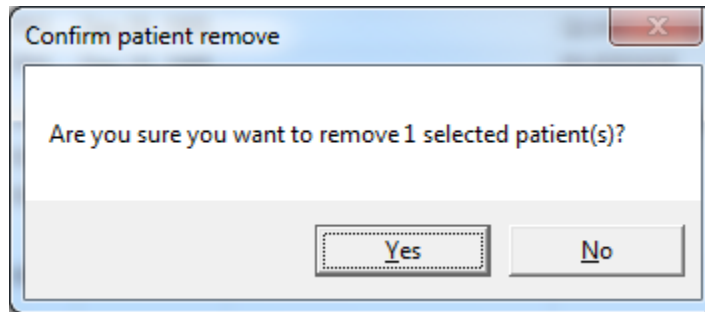 Confirm patient remove
Are you sure you want to remove 1 selected patient(s)?
Yes
No